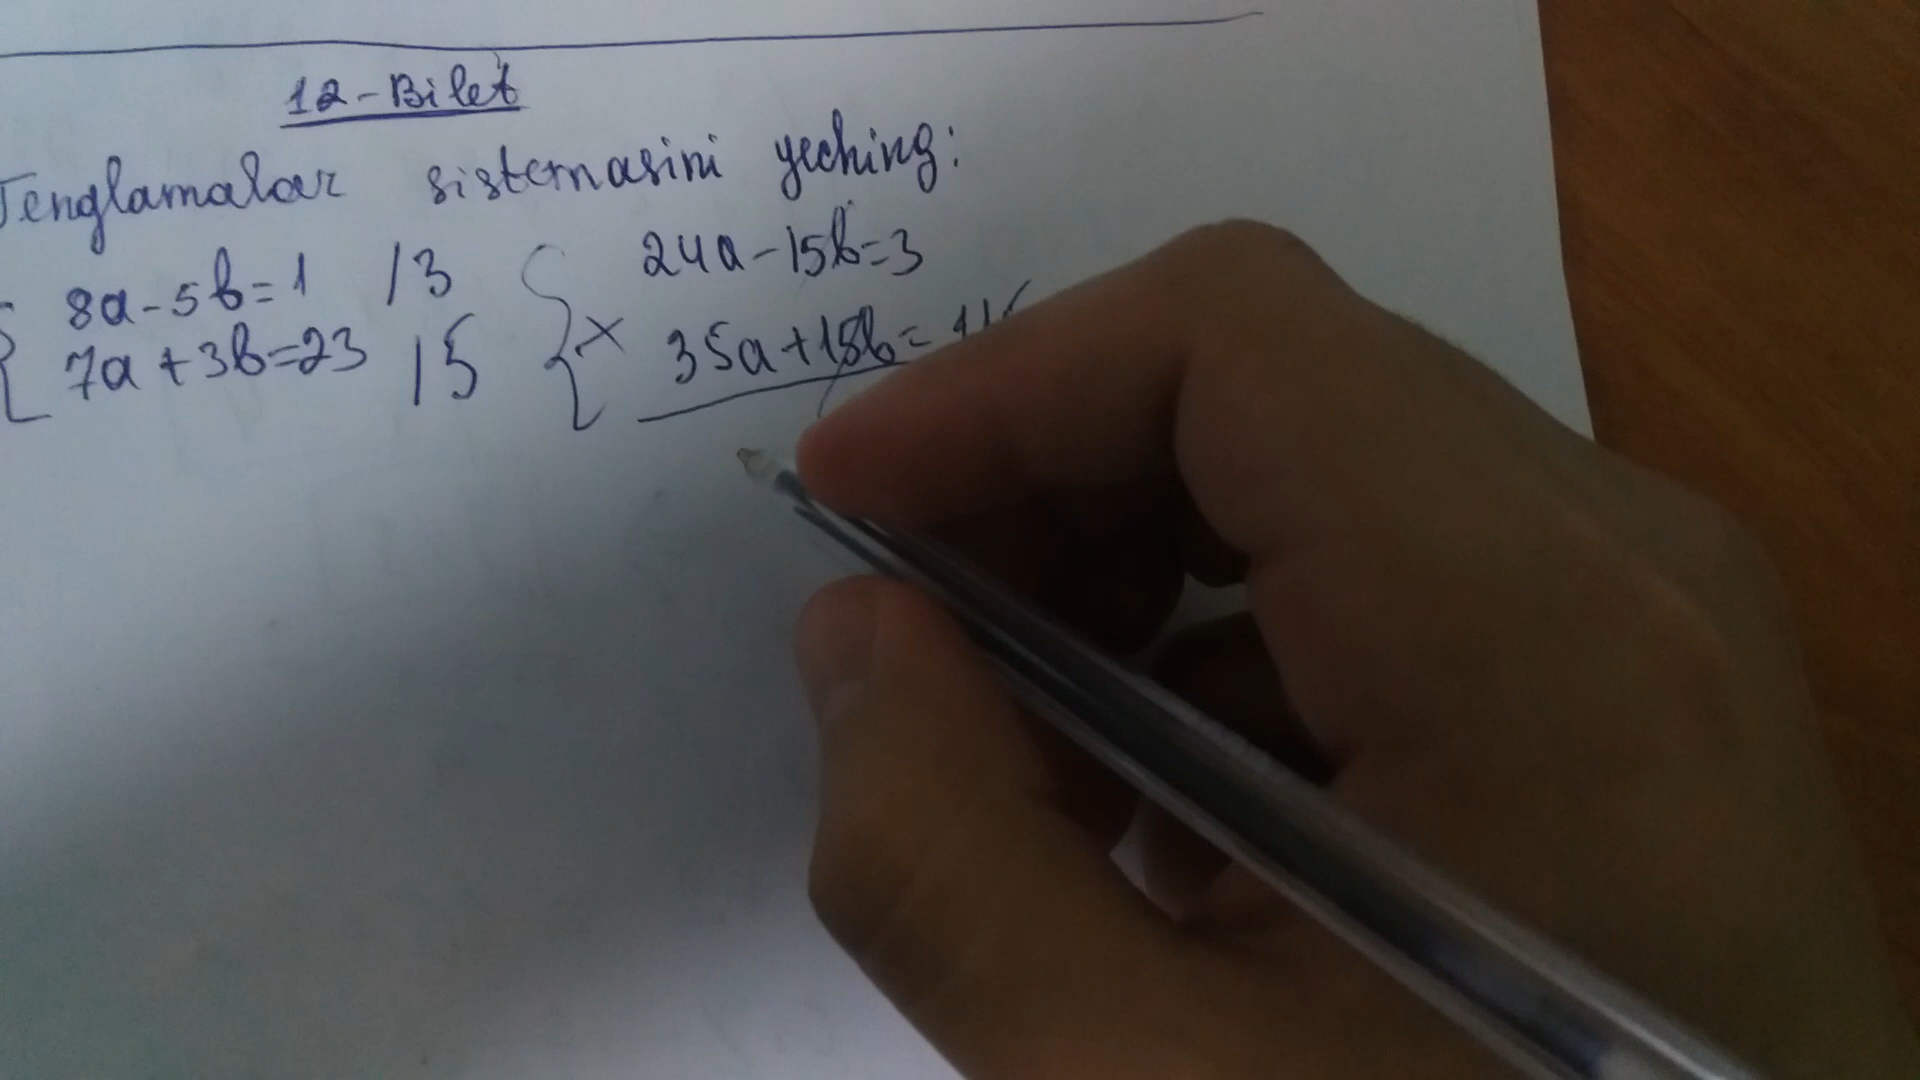 12-Bilet
Tenglamalar sistemasini yeching:
8a-5b=1 /3 24a-15b=3
7a+3b=23 /5 × 35a+15b=